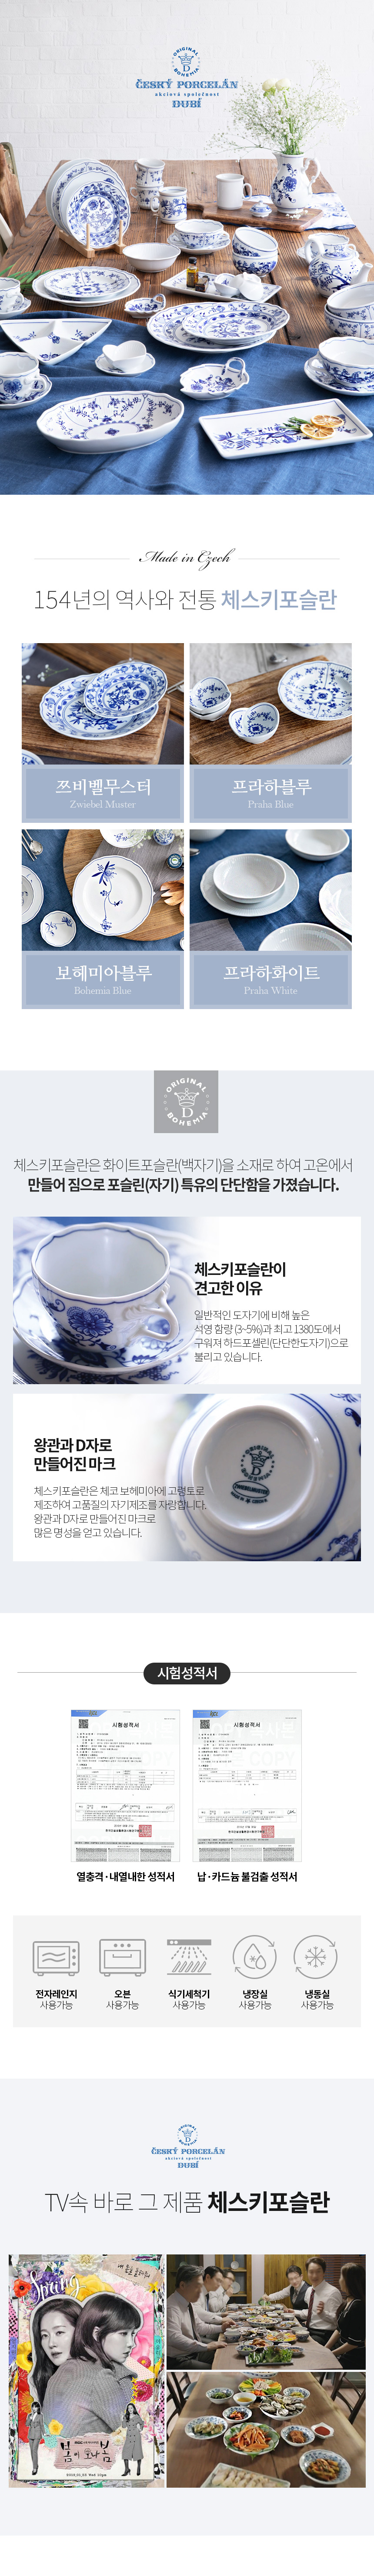 ORIGINAL
D
BOHEMIA
ČESKÝ PORCELÁN
akciová společnost
DUBÍ
Made in Czech
154년의 역사와 전통 체스키포슬란
쯔비벨무스터
Zwiebel Muster
프라하블루
Praha Blue
보헤미아블루
Bohemia Blue
프라하화이트
Praha White
ORIGINAL
D
BOHEMIA
체스키포슬란은 화이트포슬란(백자기)을 소재로 하여 고온에서
만들어 짐으로 포슬린(자기) 특유의 단단함을 가졌습니다.
체스키포슬란이
견고한 이유
일반적인 도자기에 비해 높은
석영 함량 (3~5%)과 최고 1380도에서
구워져 하드포셀린(단단한도자기)으로
불리고 있습니다.
왕관과 D자로
만들어진 마크
체스키포슬란은 체코 보헤미아에 고령토로
제조하여 고품질의 자기제조를 자랑합니다.
왕관과 D자로 만들어진 마크로
많은 명성을 얻고 있습니다.
ORIGINAL
D
BOHEMIA
시험성적서
시험성적서
시험성적서
열충격·내열내한 성적서
납·카드늄 불검출 성적서
전자레인지
사용가능
오븐
사용가능
식기세척기
사용가능
냉장실
사용가능
냉동실
사용가능
ORIGINAL
D
BOHEMIA
ČESKÝ PORCELÁN
akciová společnost
DUBÍ
TV속 바로 그 제품 체스키포슬란
Spring
봄이 오나 봄